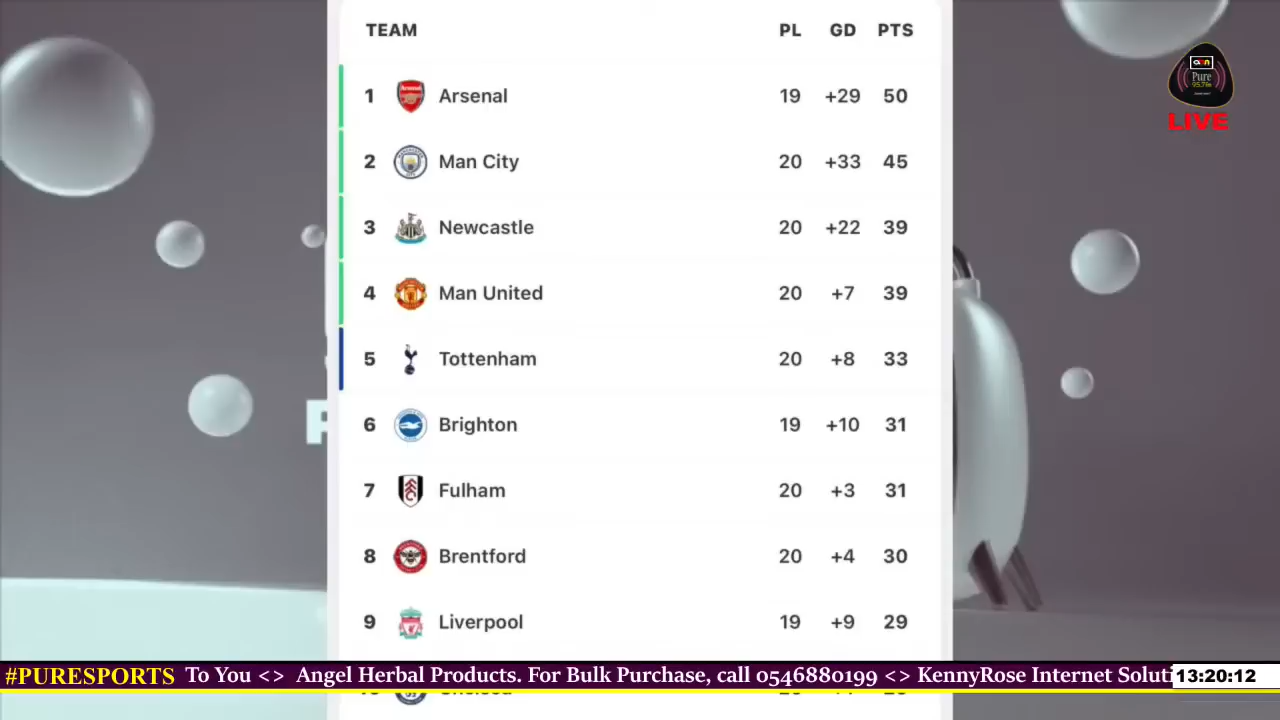 TEAM PL GD PTS
1 Arsenal 19 +29 50
2 Man City 20 +33 45
3 Newcastle 20 +22 39
4 Man United 20 +7 39
5 Tottenham 20 +8 33
6 Brighton 19 +10 31
7 Fulham 20 +3 31
8 Brentford 20 +4 30
9 Liverpool 19 +9 29
Pure
95.7fm
LIVE
#PURESPORTS To You <> Angel Herbal Products. For Bulk Purchase, call 0546880199 <> KennyRose Internet Soluti
13:20:12